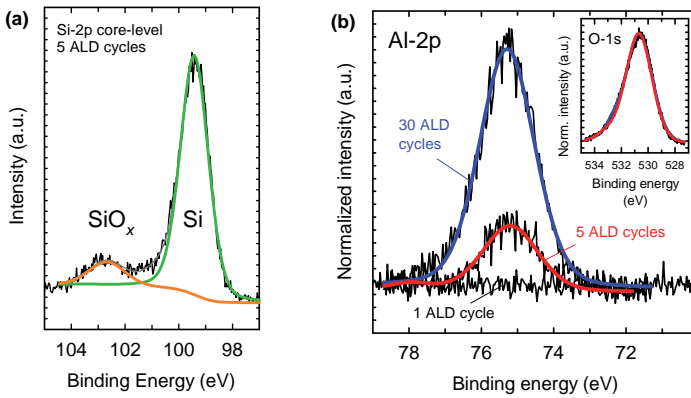 (a)
Si-2p core-level
5 ALD cycles
SiOx
Si
Intensity (a.u.)
104 102 100 98
Binding Energy (eV)
(b)
Al-2p
30 ALD
cycles
5 ALD cycles
1 ALD cycle
Normalized intensity (a.u.)
78 76 74 72
Binding energy (eV)
O-1s
Norm. intensity (a.u.)
534 532 530 528
Binding energy
(eV)